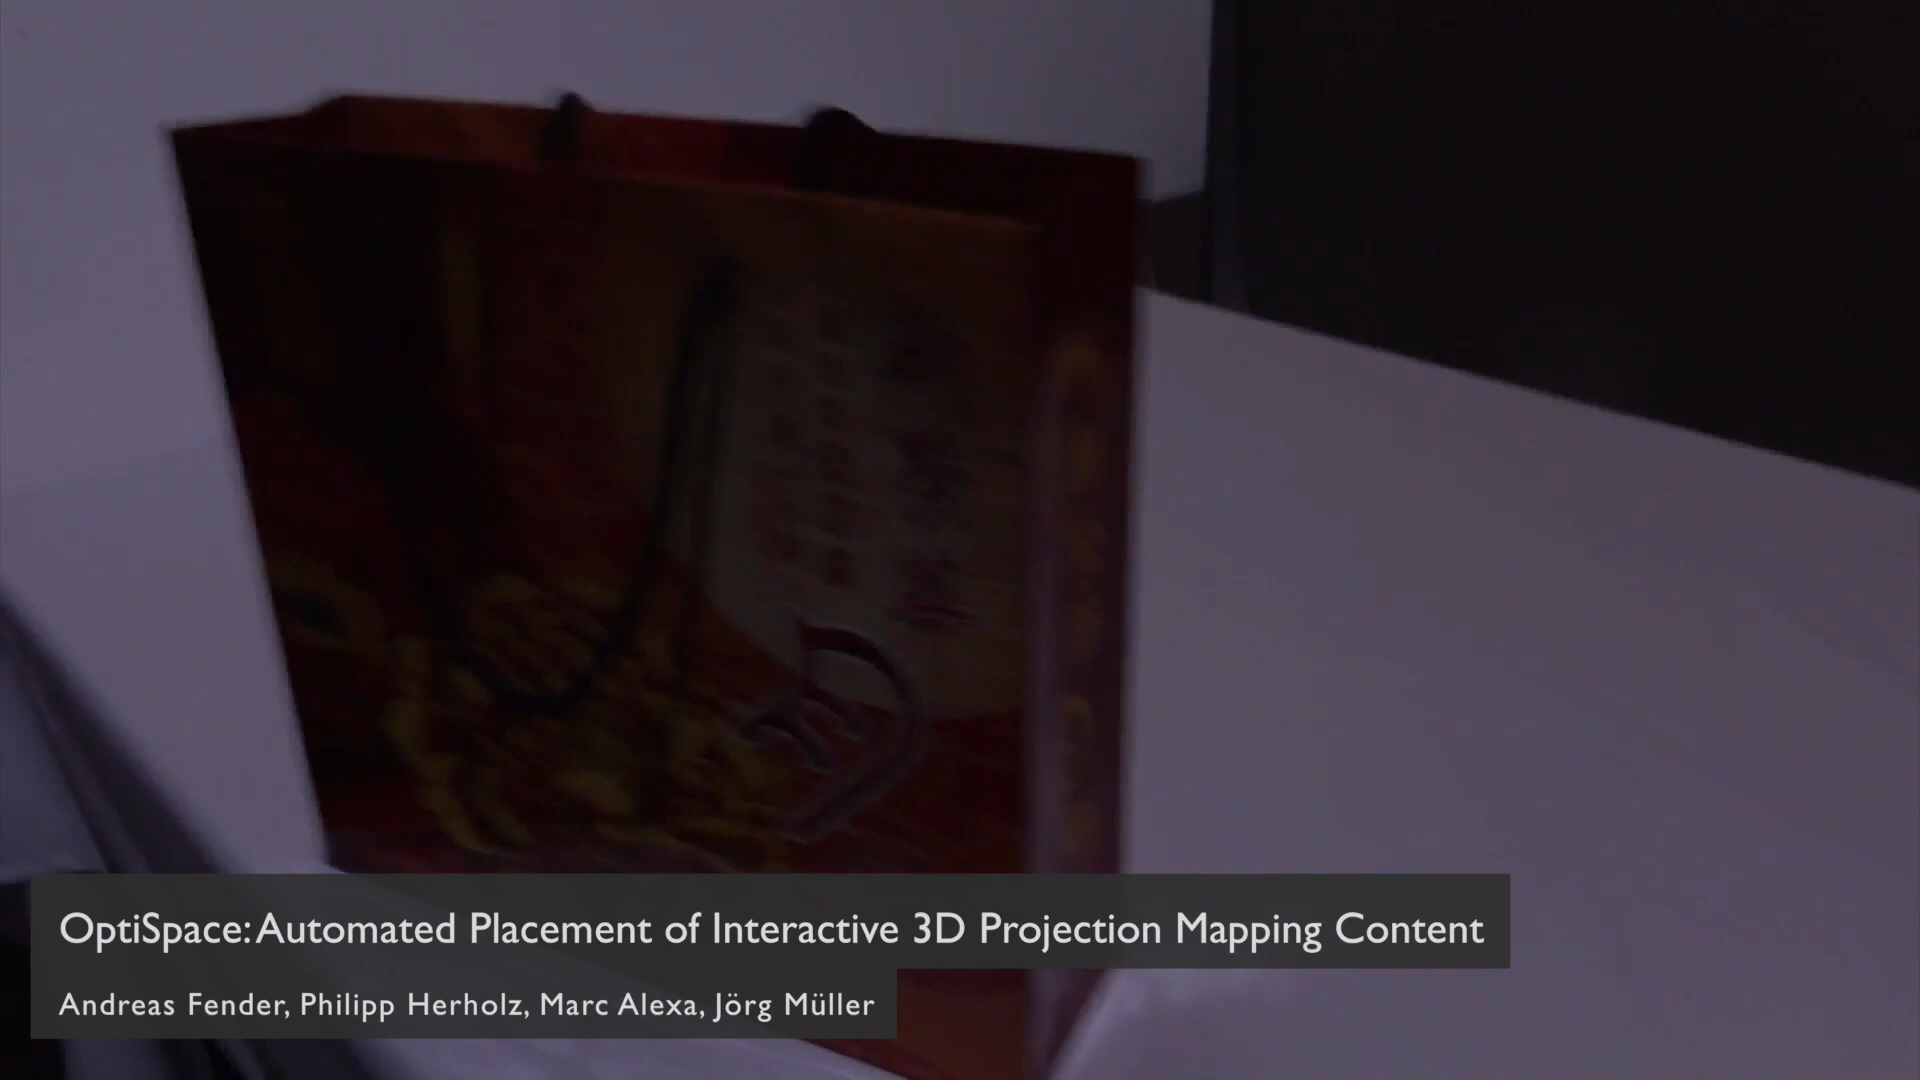 OptiSpace: Automated Placement of Interactive 3D Projection Mapping Content
Andreas Fender, Philipp Herholz, Marc Alexa, Jörg Müller